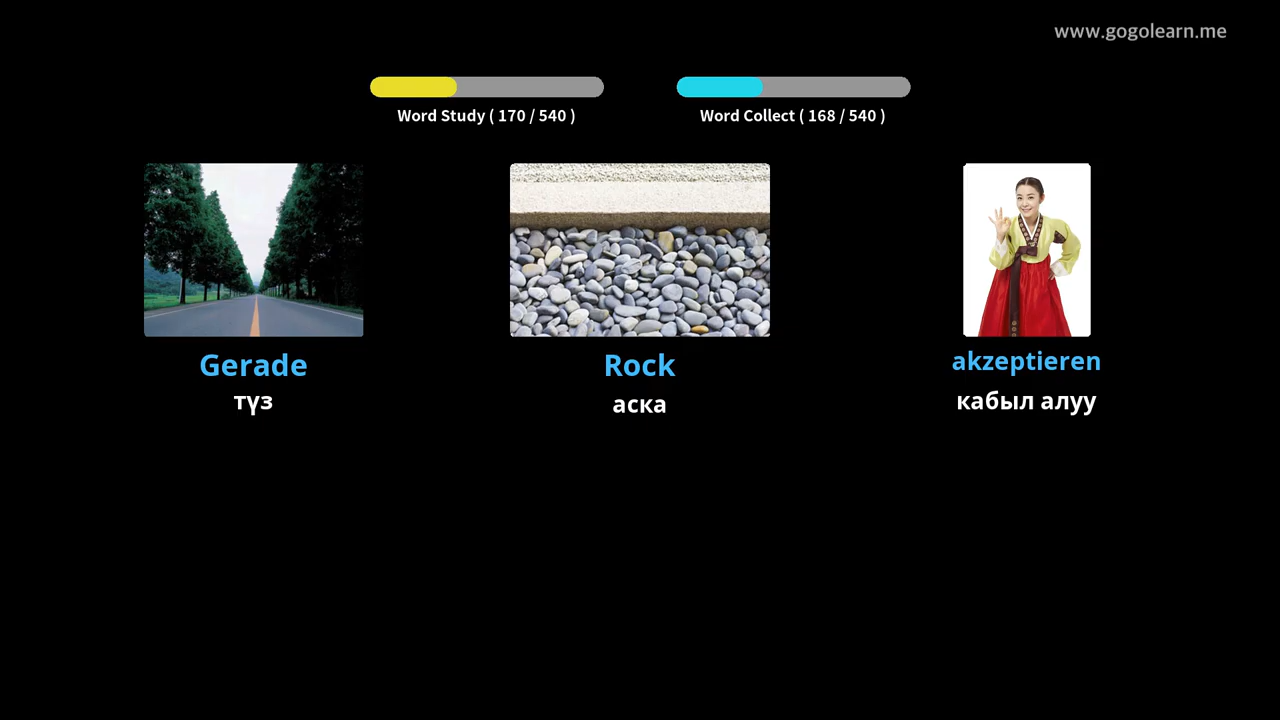 www.gogolearn.me
Word Study ( 170 / 540 )
Word Collect ( 168 / 540 )
Gerade
түз
Rock
аска
akzeptieren
кабыл алуу